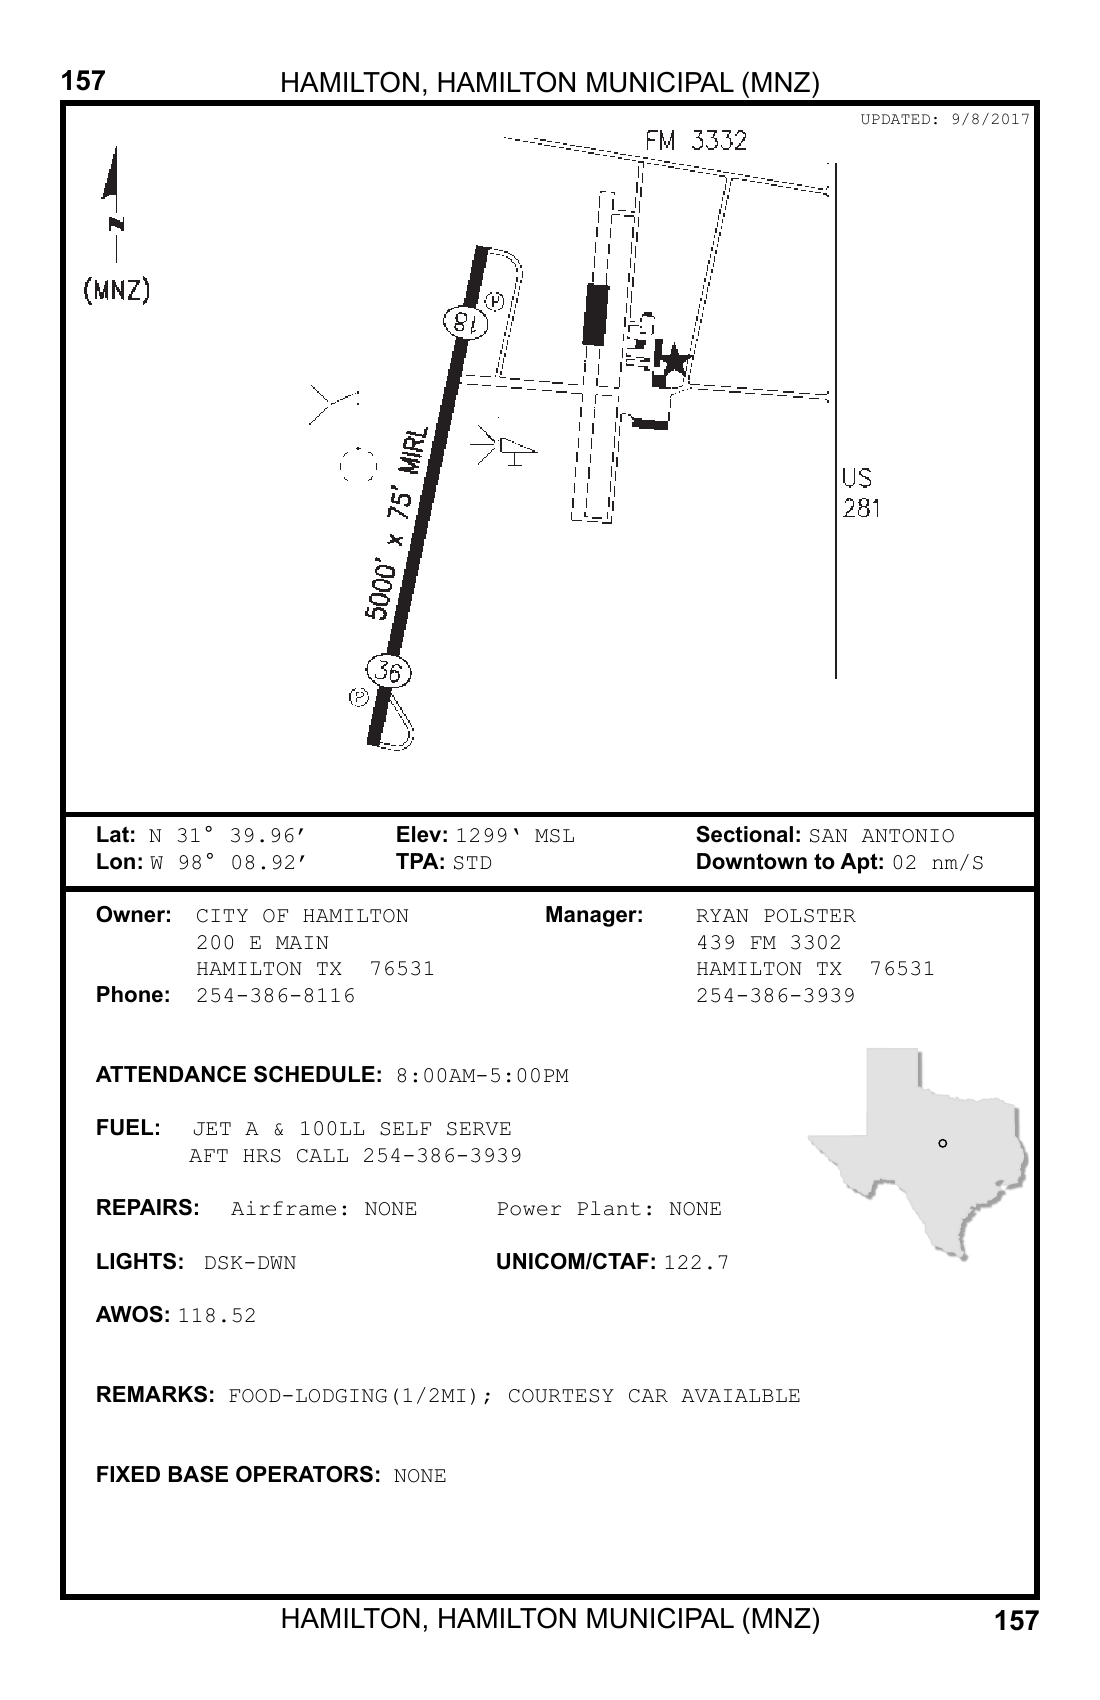 157
HAMILTON, HAMILTON MUNICIPAL (MNZ)
UPDATED: 9/8/2017
FM 3332
N
(MNZ)
18
P
5000' x 75' MIRL
US
281
36
P
Lat: N 31° 39.96’ Elev: 1299‘ MSL Sectional: SAN ANTONIO
Lon: W 98° 08.92’ TPA: STD Downtown to Apt: 02 nm/S
Owner: CITY OF HAMILTON Manager: RYAN POLSTER
200 E MAIN 439 FM 3302
HAMILTON TX 76531 HAMILTON TX 76531
Phone: 254-386-8116 254-386-3939
ATTENDANCE SCHEDULE: 8:00AM-5:00PM
FUEL: JET A & 100LL SELF SERVE
AFT HRS CALL 254-386-3939
REPAIRS: Airframe: NONE Power Plant: NONE
LIGHTS: DSK-DWN UNICOM/CTAF: 122.7
AWOS: 118.52
REMARKS: FOOD-LODGING(1/2MI); COURTESY CAR AVAIALBLE
FIXED BASE OPERATORS: NONE
HAMILTON, HAMILTON MUNICIPAL (MNZ)
157